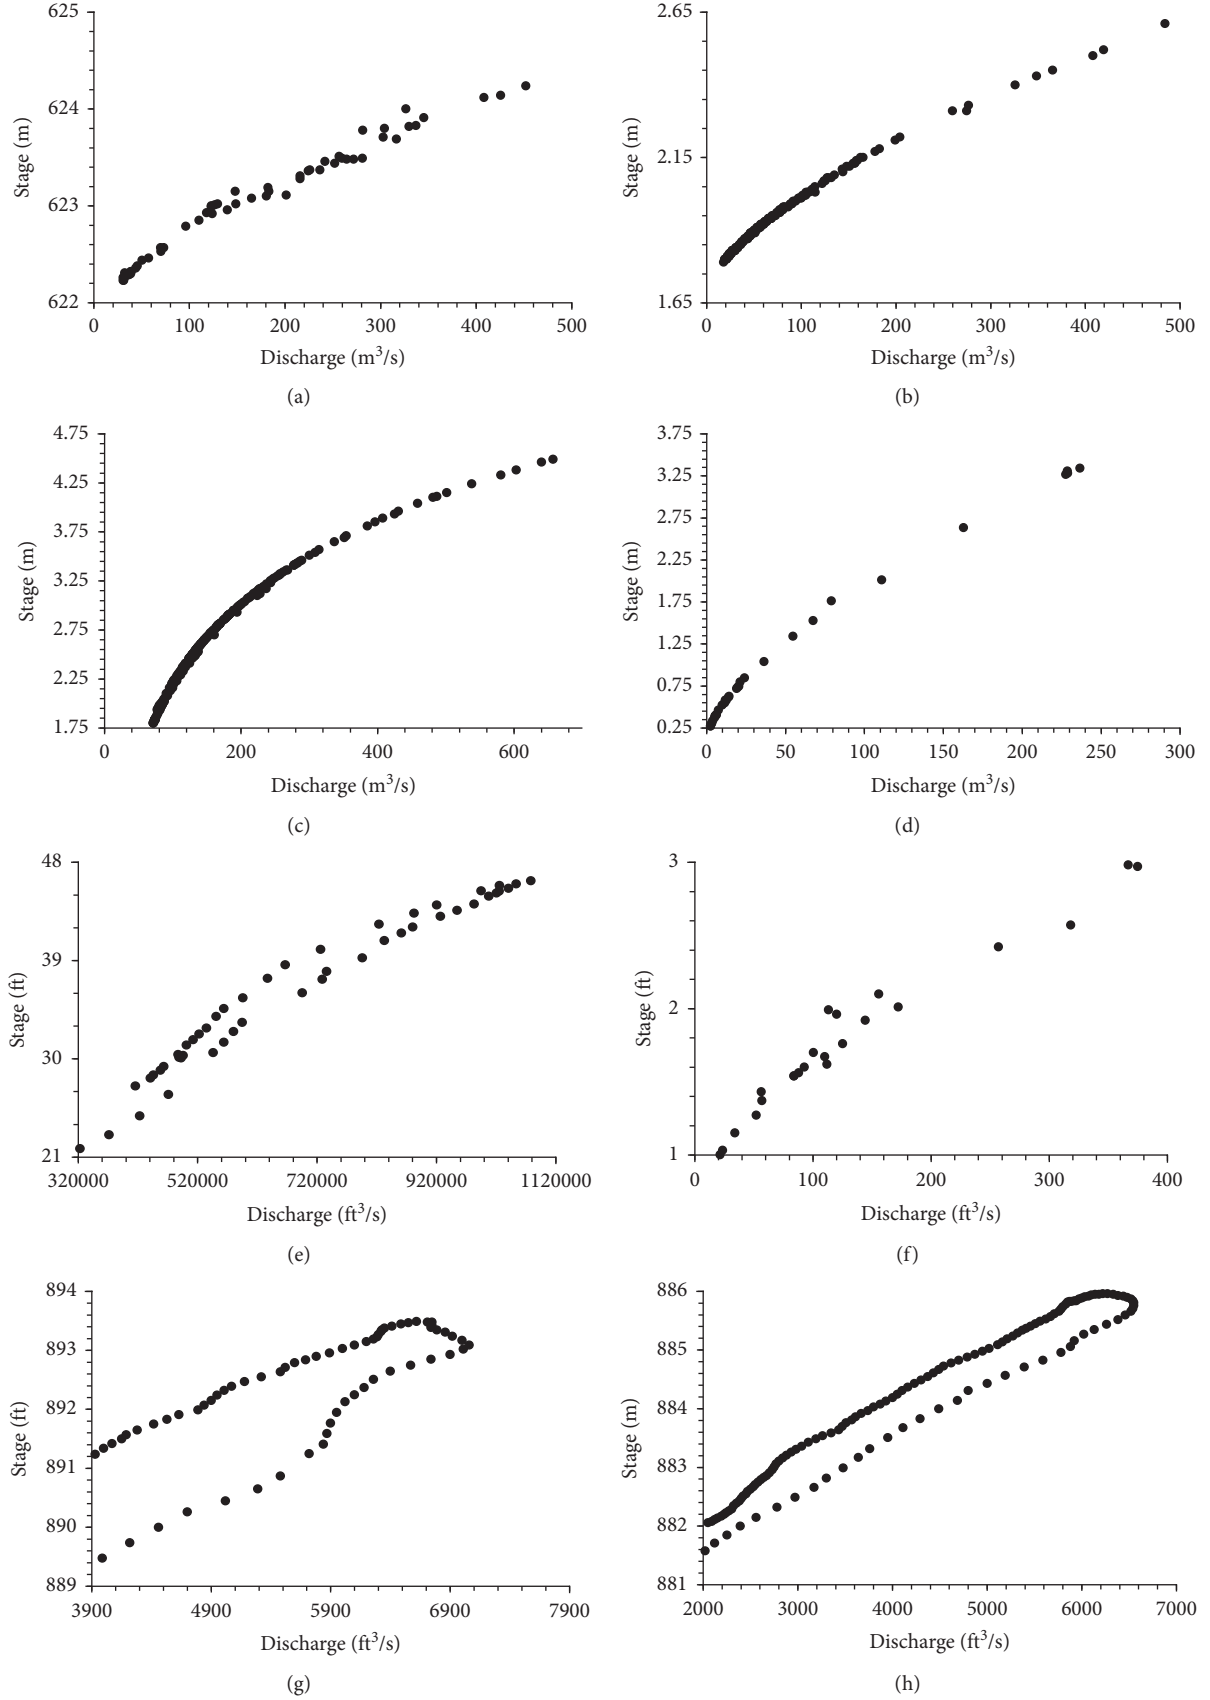 625
624
623
622
Stage (m)
0 100 200 300 400 500
Discharge (m³/s)
(a)
2.65
2.15
1.65
Stage (m)
0 100 200 300 400 500
Discharge (m³/s)
(b)
4.75
4.25
3.75
3.25
2.75
2.25
1.75
Stage (m)
0 200 400 600
Discharge (m³/s)
(c)
3.75
3.25
2.75
2.25
1.75
1.25
0.75
0.25
Stage (m)
0 50 100 150 200 250 300
Discharge (m³/s)
(d)
48
39
30
21
Stage (ft)
320000 520000 720000 920000 1120000
Discharge (ft³/s)
(e)
3
2
1
Stage (ft)
0 100 200 300 400
Discharge (ft³/s)
(f)
894
893
892
891
890
889
Stage (ft)
3900 4900 5900 6900 7900
Discharge (ft³/s)
(g)
886
885
884
883
882
881
Stage (m)
2000 3000 4000 5000 6000 7000
Discharge (ft³/s)
(h)